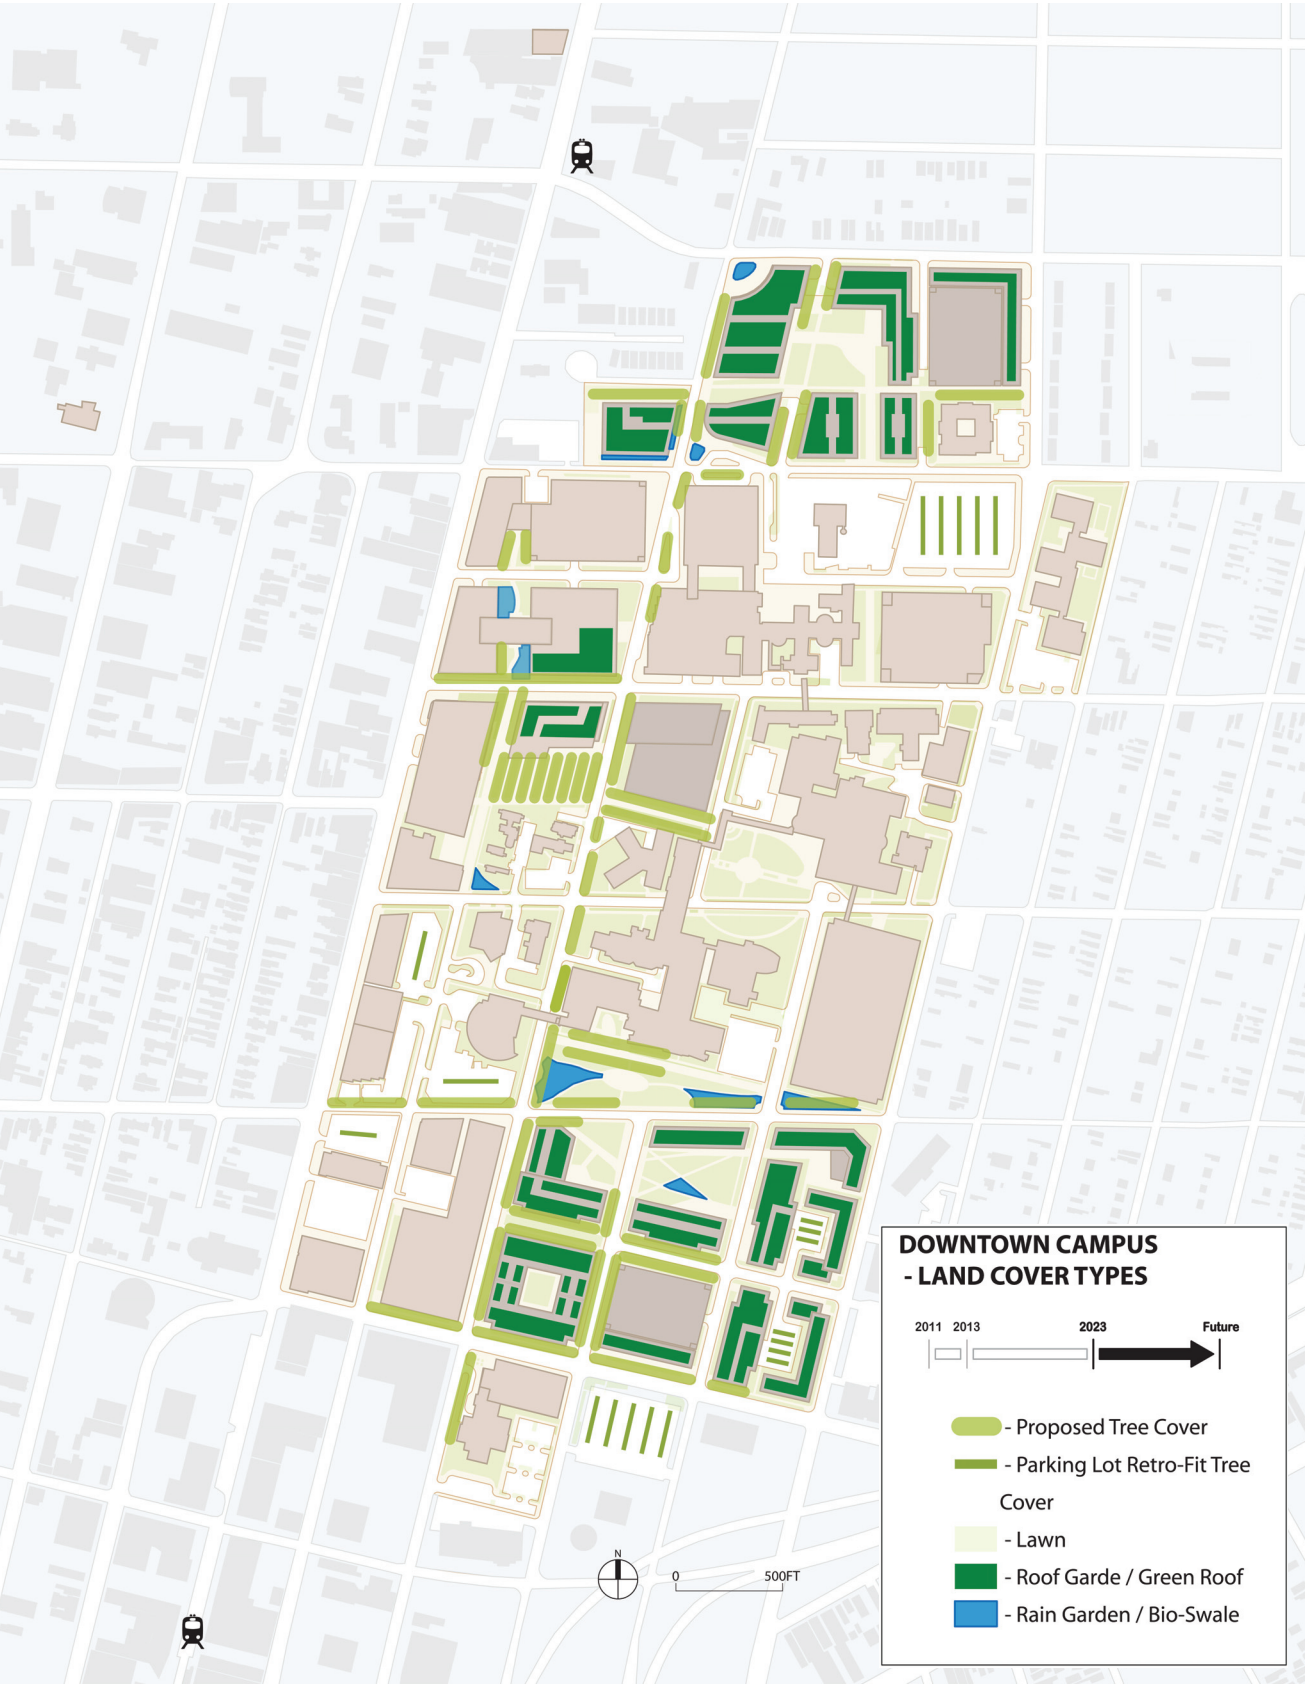 DOWNTOWN CAMPUS
- LAND COVER TYPES
2011 2013 2023 Future
- Proposed Tree Cover
- Parking Lot Retro-Fit Tree
Cover
- Lawn
- Roof Garde / Green Roof
- Rain Garden / Bio-Swale
N
0 500FT